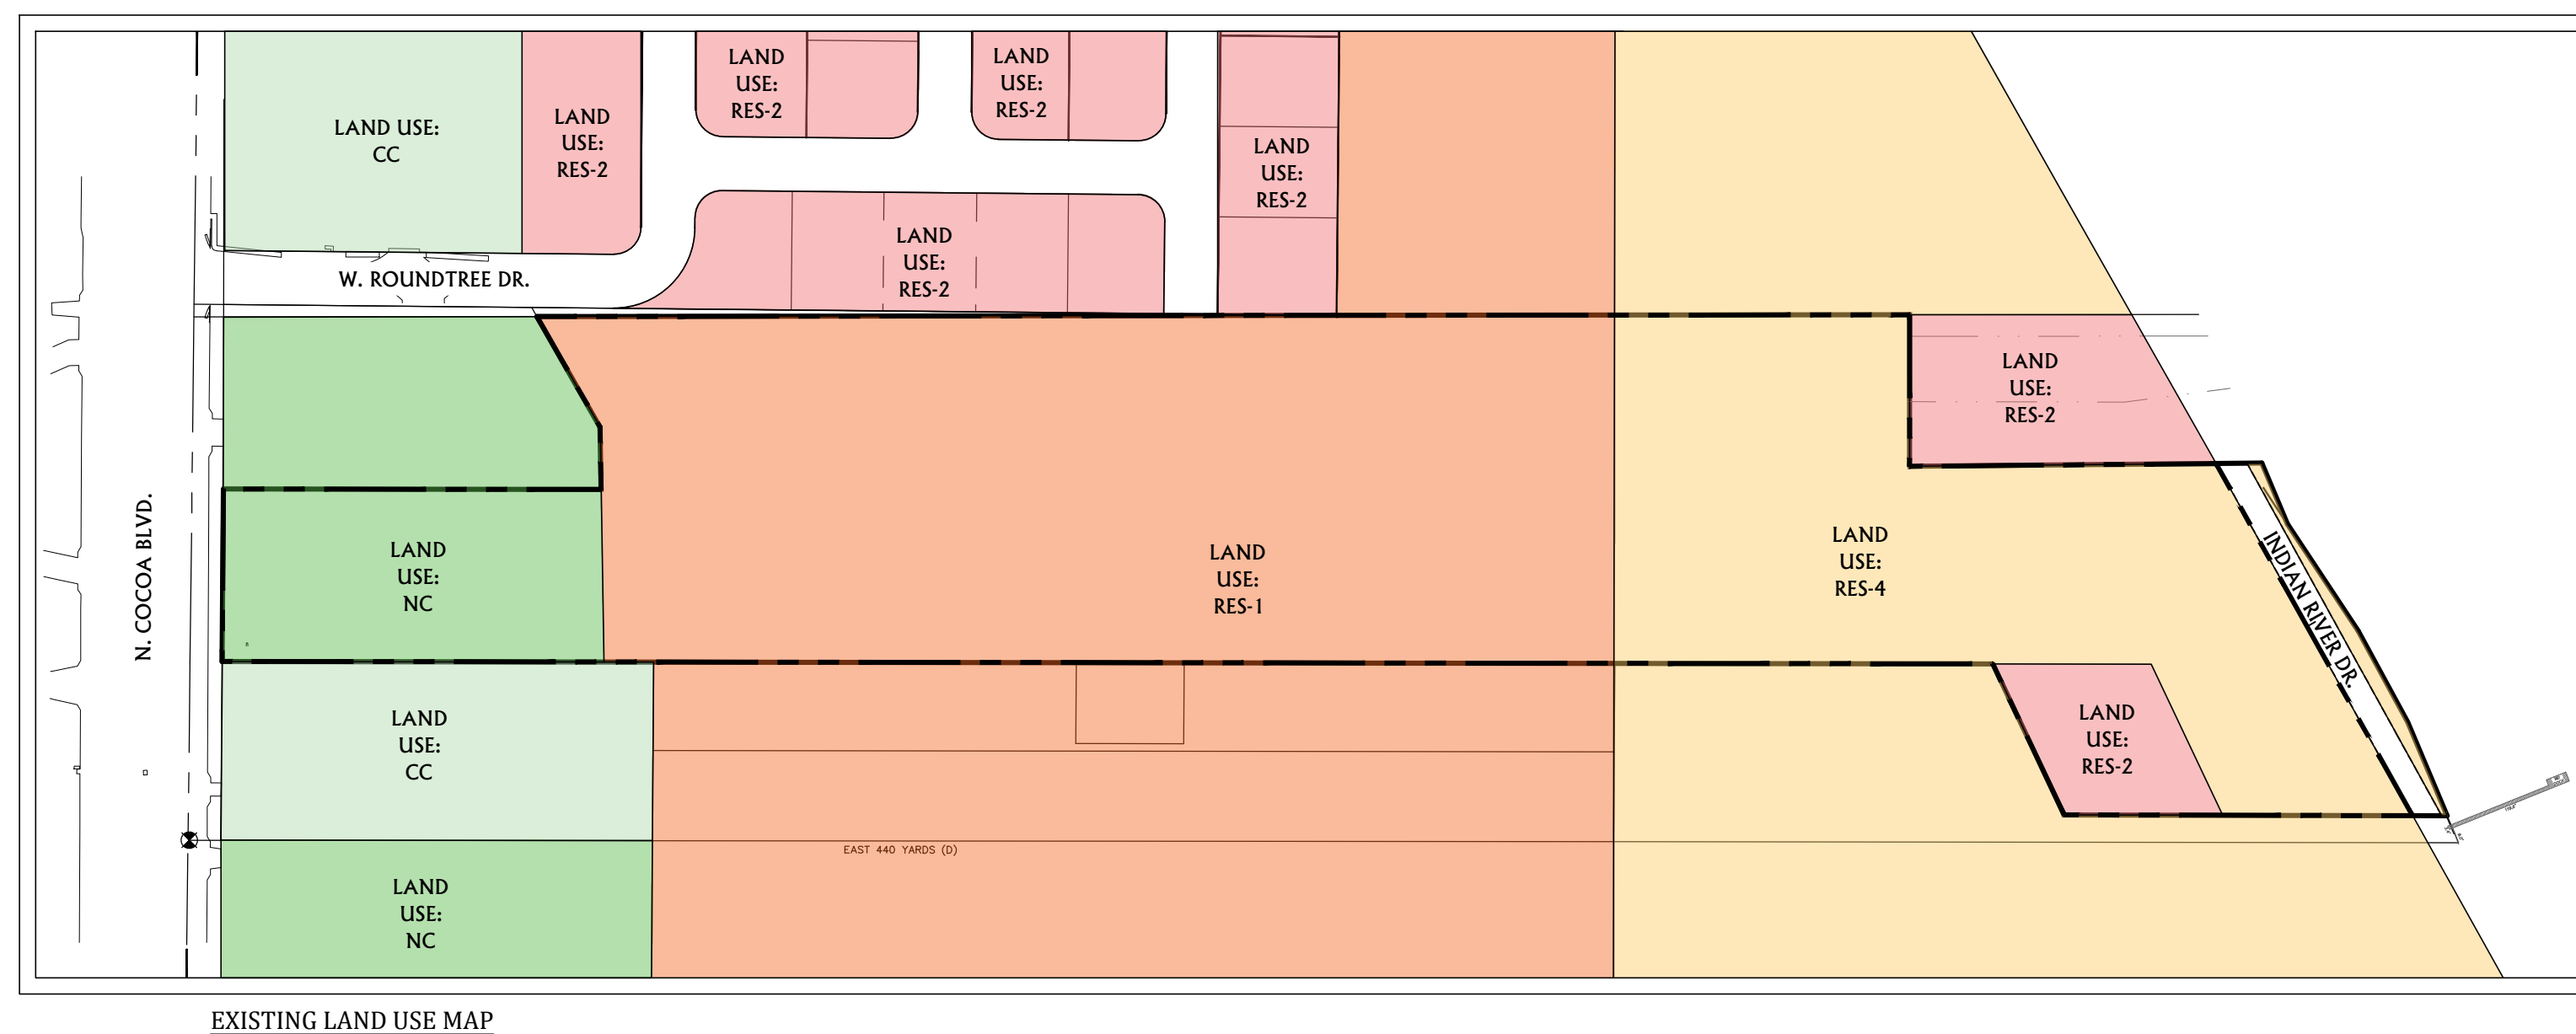 LAND
USE:
RES-2
LAND
USE:
RES-2
LAND USE:
CC
LAND
USE:
RES-2
LAND
USE:
RES-2
LAND
USE:
RES-2
W. ROUNDTREE DR.
LAND
USE:
RES-2
N. COCOA BLVD.
LAND
USE:
NC
LAND
USE:
RES-1
LAND
USE:
RES-4
INDIAN RIVER DR.
LAND
USE:
CC
LAND
USE:
RES-2
EAST 440 YARDS (D)
LAND
USE:
NC
EXISTING LAND USE MAP